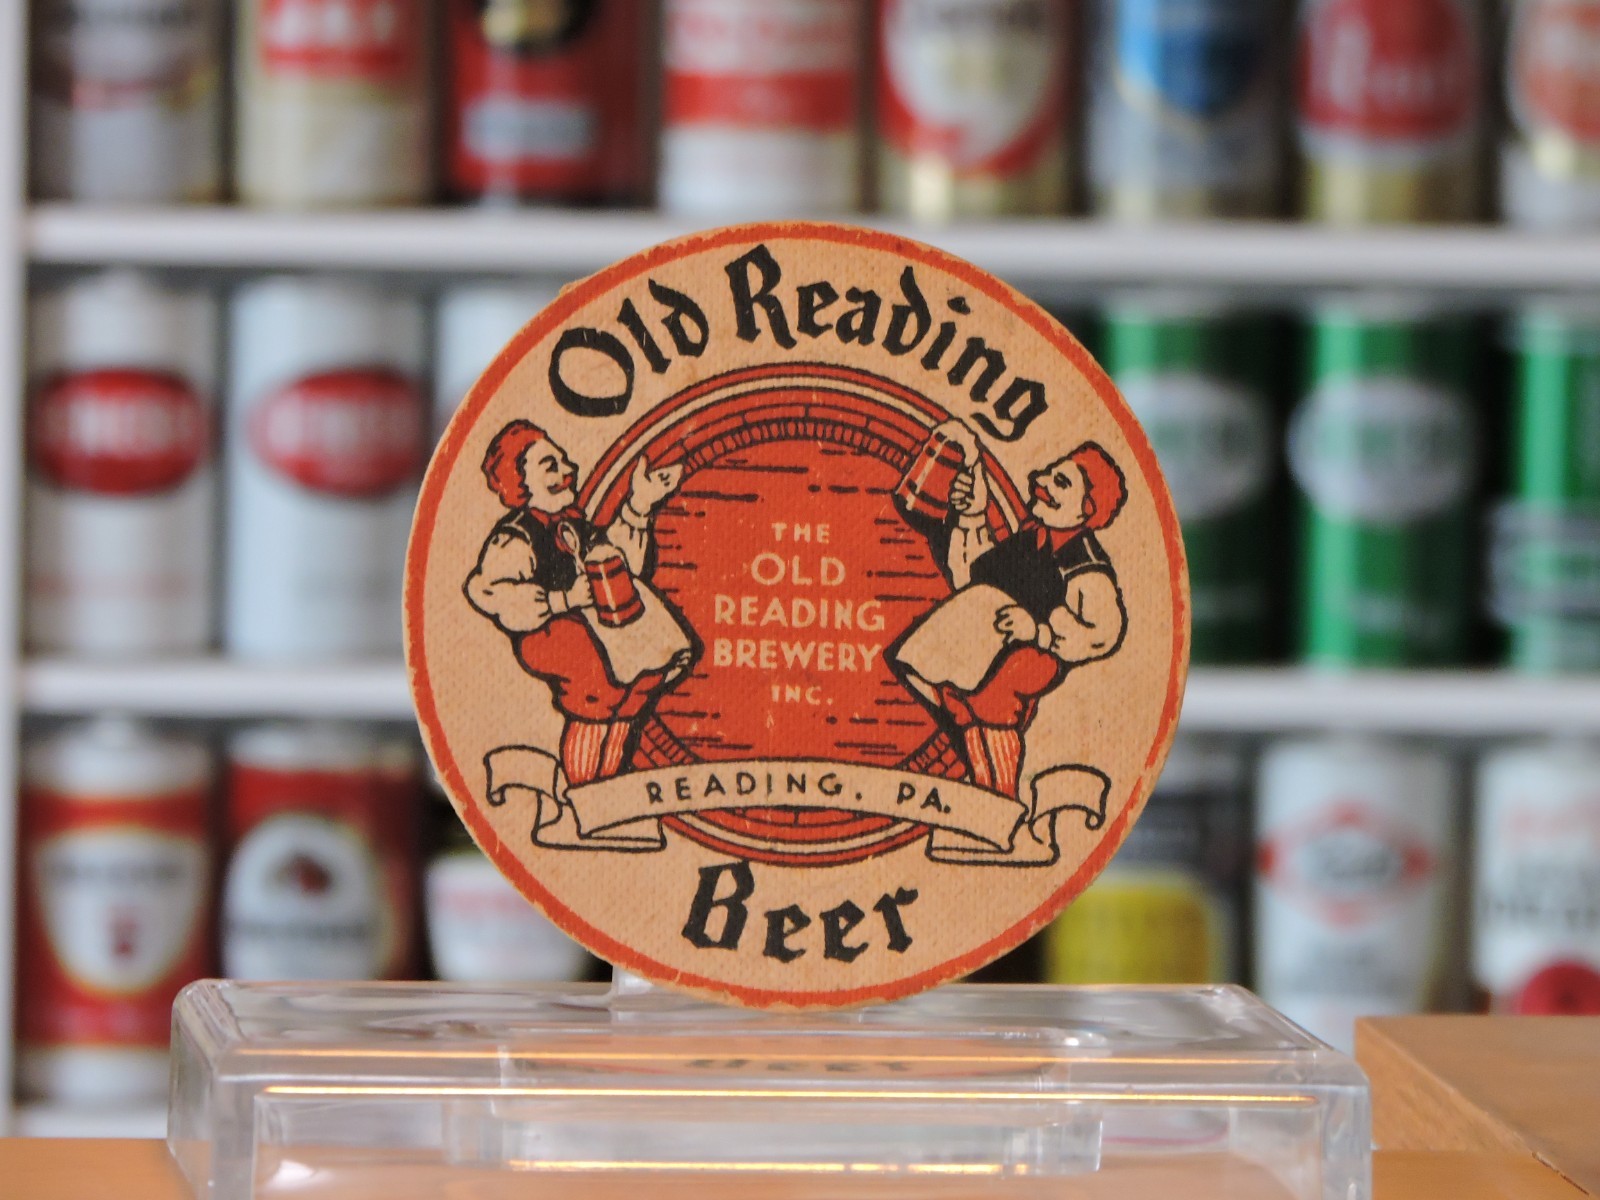 Old Reading
THE
OLD
READING
BREWERY
INC.
READING, PA.
Beer